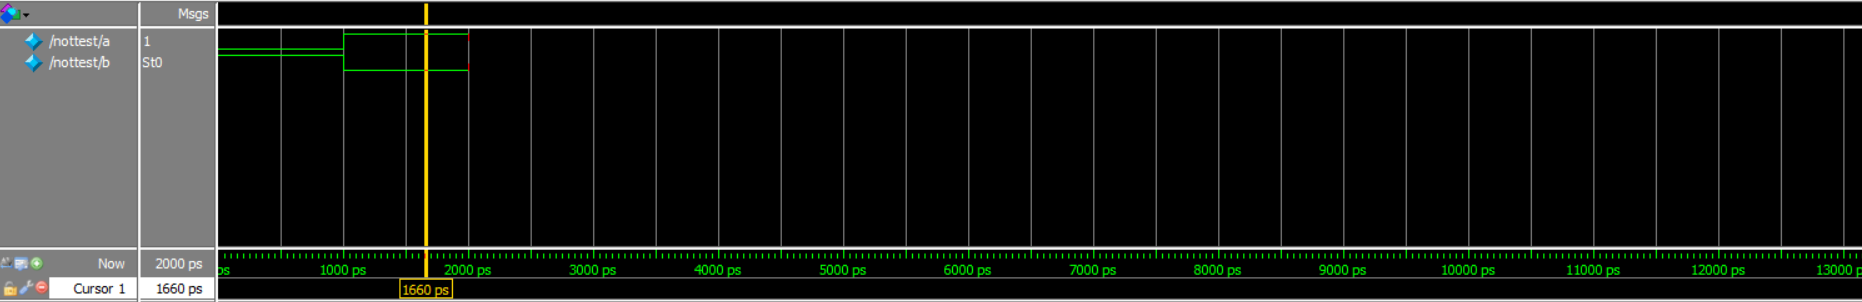 Msgs
/nottest/a 1
/nottest/b St0
Now 2000 ps
ps 1000 ps 2000 ps 3000 ps 4000 ps 5000 ps 6000 ps 7000 ps 8000 ps 9000 ps 10000 ps 11000 ps 12000 ps 13000 p
Cursor 1 1660 ps 1660 ps